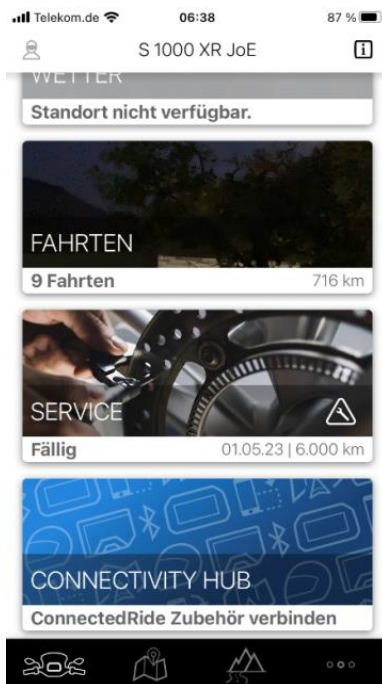 Telekom.de 06:38 87 %
S 1000 XR JoE
WETTER
Standort nicht verfügbar.
FAHRTEN
9 Fahrten 716 km
SERVICE
Fällig 01.05.23 | 6.000 km
CONNECTIVITY HUB
ConnectedRide Zubehör verbinden